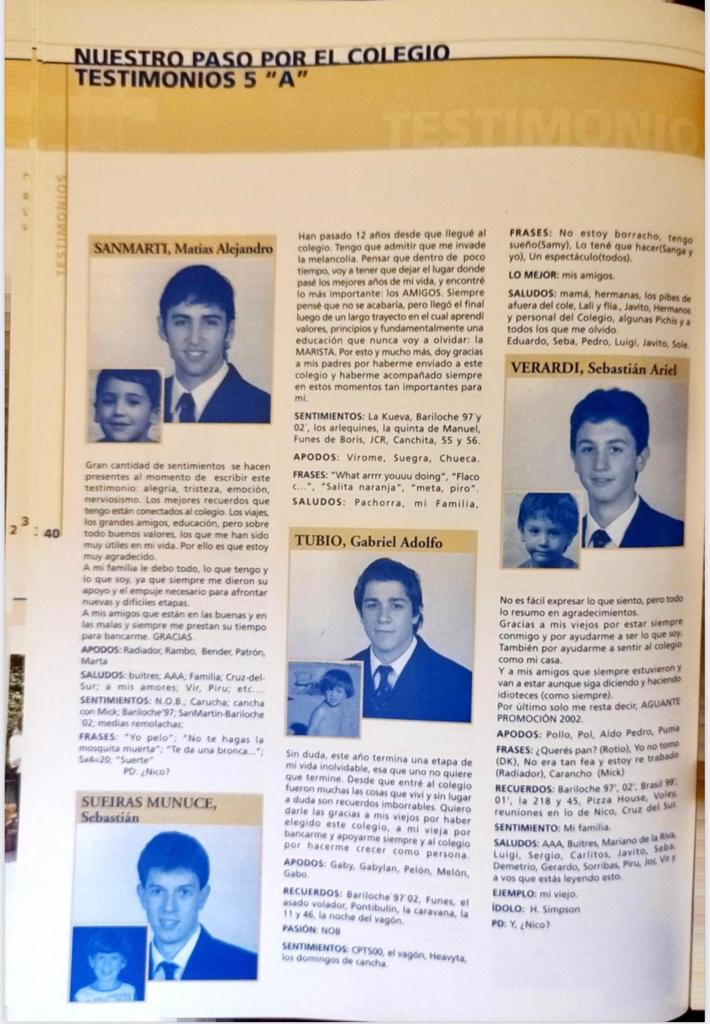 NUESTRO PASO POR EL COLEGIO
TESTIMONIOS 5 "A"
TESTIMONIO
TESTIMONIOS
2 3 40
SANMARTI, Matías Alejandro
Gran cantidad de sentimientos se hacen
presentes al momento de escribir este
testimonio: alegria, tristeza, emoción,
nerviosismo. Los mejores recuerdos que
tengo están conectados al colegio. Los viajes,
los grandes amigos, educación, pero sobre
todo buenos valores, los que me han sido
muy útiles en mi vida. Por ello es que estoy
muy agradecido.
A mi familia le debo todo, lo que tengo y
lo que soy, ya que siempre me dieron su
apoyo y el empuje necesario para afrontar
nuevas y difíciles etapas.
A mis amigos que están en las buenas y en
las malas y siempre me prestan su tiempo
para bancarme. GRACIAS.
APODOS: Radiador, Rambo, Bender, Patrón,
Marta
SALUDOS: buitres; AAA; Familia; Cruz-del-
Sur; a mis amores; Vir, Piru; etc....
SENTIMIENTOS: N.O.B.; Carucha; cancha
con Mick; Bariloche'97; SanMartin-Bariloche
'02; medias remolachas;
FRASES: "Yo pelo"; "No te hagas la
mosquita muerta"; "Te da una bronca...";
5x4=20; "Suerte"
PD: ¿Nico?
SUEIRAS MUNUCE,
Sebastián
Han pasado 12 años desde que llegué al
colegio. Tengo que admitir que me invade
la melancolía. Pensar que dentro de poco
tiempo, voy a tener que dejar el lugar donde
pasé los mejores años de mi vida, y encontré
lo más importante: los AMIGOS. Siempre
pensé que no se acabaría, pero llegó el final
luego de un largo trayecto en el cual aprendí
valores, principios y fundamentalmente una
educación que nunca voy a olvidar: la
MARISTA. Por esto y mucho más, doy gracias
a mis padres por haberme enviado a este
colegio y haberme acompañado siempre
en estos momentos tan importantes para
mí.
SENTIMIENTOS: La Kueva, Bariloche 97'y
02', los arlequines, la quinta de Manuel,
Funes de Boris, JCR, Canchita, 55 y 56.
APODOS: Virome, Suegra, Chueca.
FRASES: "What arrrr youuu doing", "Flaco
c...", "Salita naranja", "meta, piro".
SALUDOS: Pachorra, mi Familia,
TUBIO, Gabriel Adolfo
Sin duda, este año termina una etapa de
mi vida inolvidable, esa que uno no quiere
que termine. Desde que entré al colegio
fueron muchas las cosas que viví y sin lugar
a duda son recuerdos imborrables. Quiero
darle las gracias a mis viejos por haber
elegido este colegio, a mi vieja por
bancarme y apoyarme siempre y al colegio
por hacerme crecer como persona.
APODOS: Gaby, Gabylan, Pelón, Melón,
Gabo.
RECUERDOS: Bariloche'97'02, Funes, el
asado volador, Pontibulin, la caravana, la
11 y 46, la noche del vagón.
PASIÓN: NOB
SENTIMIENTOS: CPT500, el vagón, Heavyta,
los domingos de cancha.
FRASES: No estoy borracho, tengo
sueño(Samy), Lo tené que hacer(Sanga y
yo), Un espectáculo(todos).
LO MEJOR: mis amigos.
SALUDOS: mamá, hermanas, los pibes de
afuera del cole, Lali y flia., Javito, Hermanos
y personal del Colegio, algunas Pichis y a
todos los que me olvido.
Eduardo, Seba, Pedro, Luigi, Javito, Sole.
VERARDI, Sebastián Ariel
No es fácil expresar lo que siento, pero todo
lo resumo en agradecimientos.
Gracias a mis viejos por estar siempre
conmigo y por ayudarme a ser lo que soy.
También por ayudarme a sentir al colegio
como mi casa.
Y a mis amigos que siempre estuvieron y
van a estar aunque siga diciendo y haciendo
idioteces (como siempre).
Por último solo me resta decir, AGUANTE
PROMOCIÓN 2002.
APODOS: Pollo, Pol, Aldo Pedro, Puma
FRASES: ¿Querés pan? (Rotio), Yo no tomo
(DK), No era tan fea y estoy re trabado
(Radiador), Carancho (Mick)
RECUERDOS: Bariloche 97', 02', Brasil 99',
01', la 218 y 45, Pizza House, Voley,
reuniones en lo de Nico, Cruz del Sur.
SENTIMIENTO: Mi familia.
SALUDOS: AAA, Buitres, Mariano de la Riva,
Luigi, Sergio, Carlitos, Javito, Seba,
Demetrio, Gerardo, Sorribas, Piru, Jor, Vir y
a vos que estás leyendo esto.
EJEMPLO: mi viejo.
ÍDOLO: H. Simpson
PD: Y, ¿Nico?